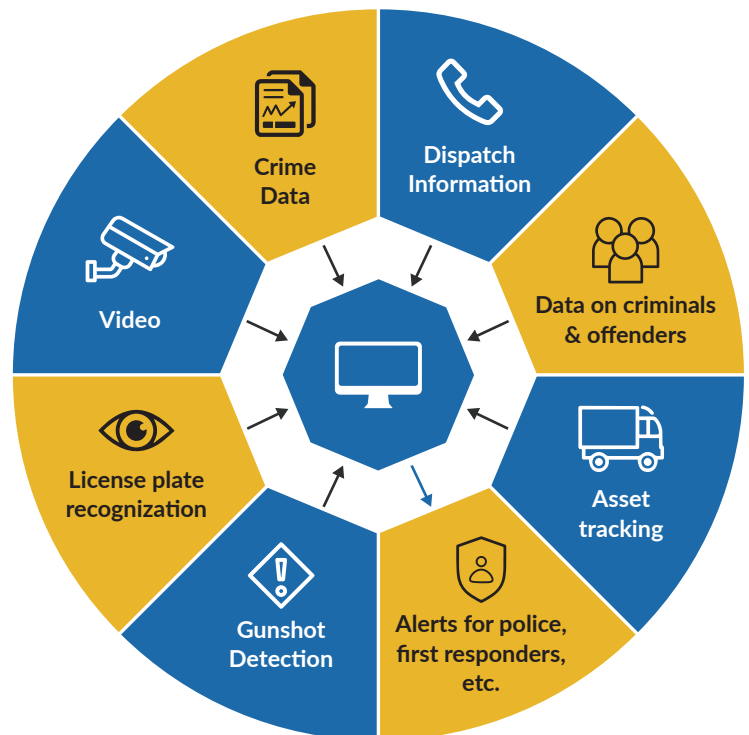 Crime
Data
Dispatch
Information
Data on criminals
& offenders
Asset
tracking
Alerts for police,
first responders,
etc.
Gunshot
Detection
License plate
recognization
Video